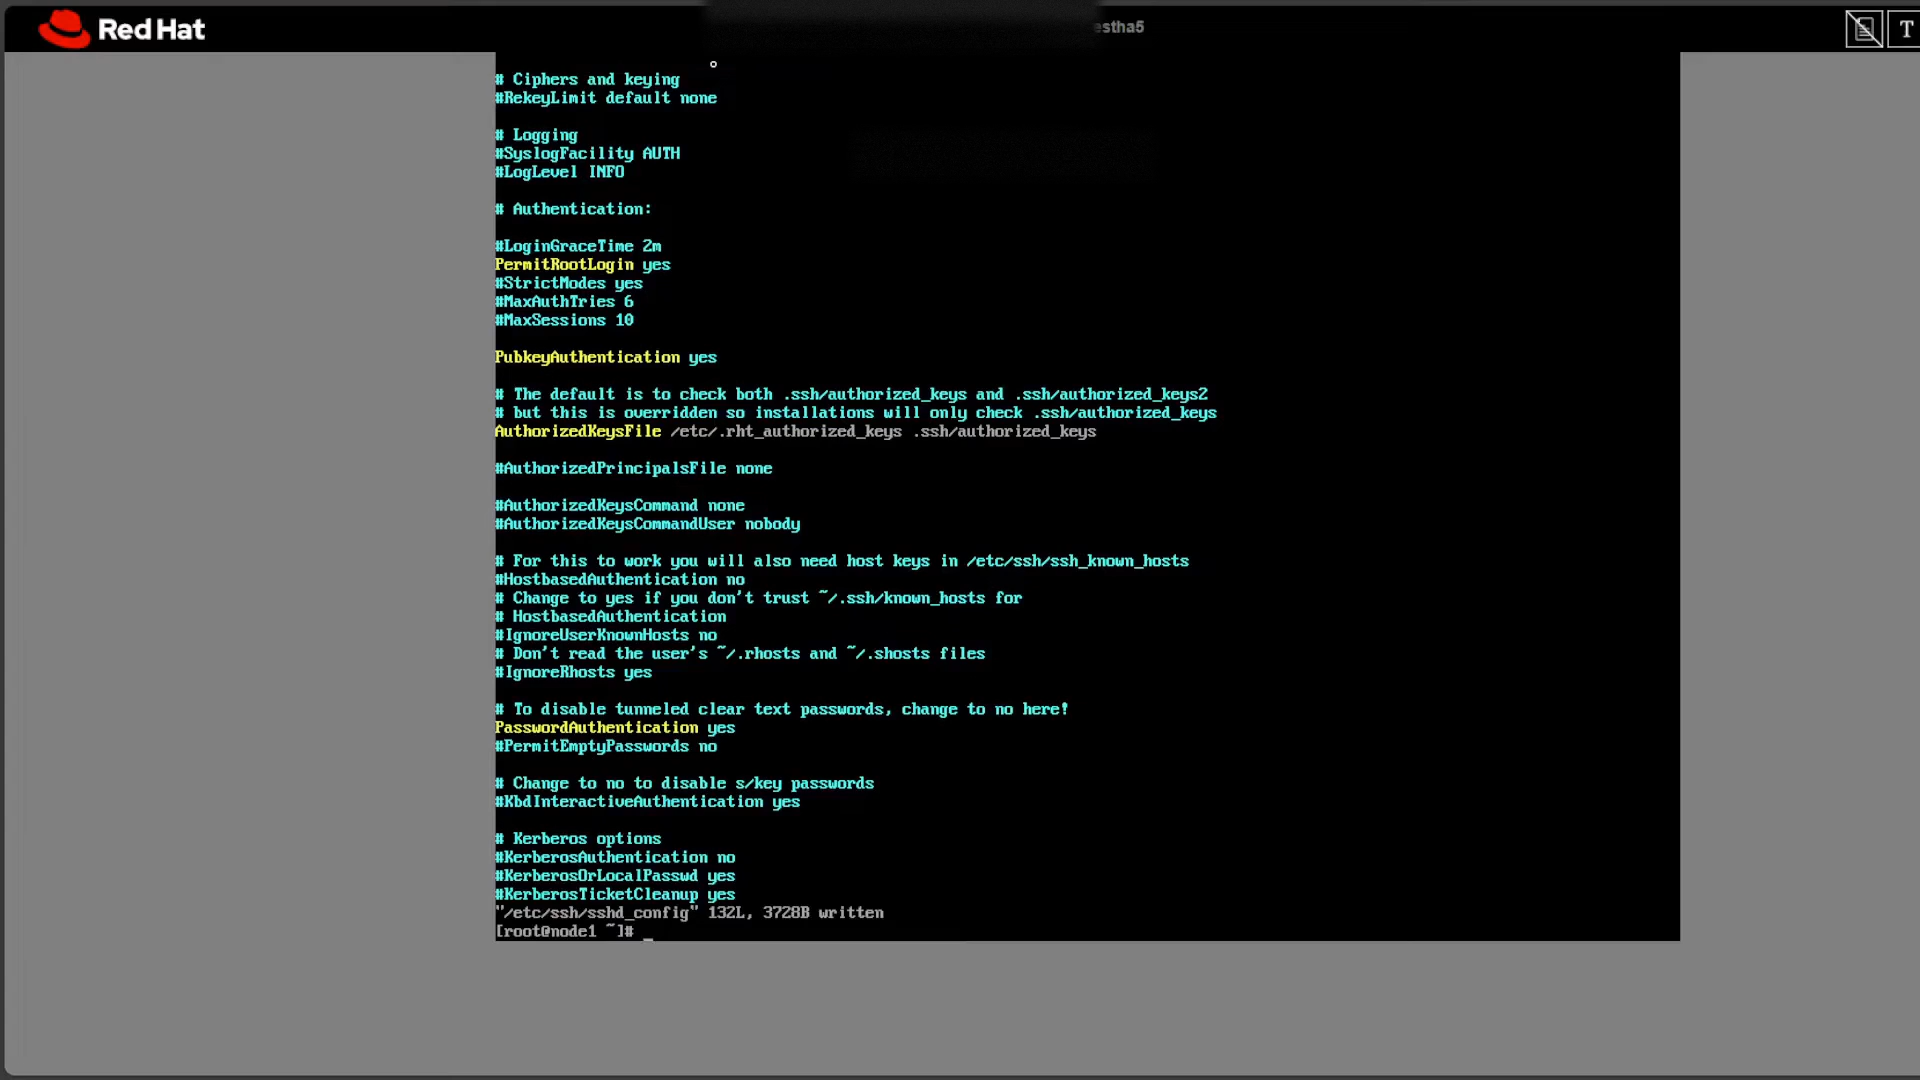 Red Hat
estha5
T
# Ciphers and keying
#RekeyLimit default none
# Logging
#SyslogFacility AUTH
#LogLevel INFO
# Authentication:
#LoginGraceTime 2m
PermitRootLogin yes
#StrictModes yes
#MaxAuthTries 6
#MaxSessions 10
PubkeyAuthentication yes
# The default is to check both .ssh/authorized_keys and .ssh/authorized_keys2
# but this is overridden so installations will only check .ssh/authorized_keys
AuthorizedKeysFile /etc/.rht_authorized_keys .ssh/authorized_keys
#AuthorizedPrincipalsFile none
#AuthorizedKeysCommand none
#AuthorizedKeysCommandUser nobody
# For this to work you will also need host keys in /etc/ssh/ssh_known_hosts
#HostbasedAuthentication no
# Change to yes if you don't trust ~/.ssh/known_hosts for
# HostbasedAuthentication
#IgnoreUserKnownHosts no
# Don't read the user's ~/.rhosts and ~/.shosts files
#IgnoreRhosts yes
# To disable tunneled clear text passwords, change to no here!
PasswordAuthentication yes
#PermitEmptyPasswords no
# Change to no to disable s/key passwords
#KbdInteractiveAuthentication yes
# Kerberos options
#KerberosAuthentication no
#KerberosOrLocalPasswd yes
#KerberosTicketCleanup yes
"/etc/ssh/sshd_config" 132L, 3728B written
[root@node1 ~]# _